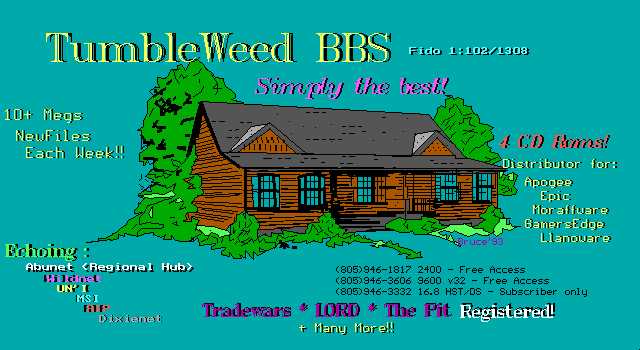 TumbleWeed BBS
Fido 1:102/1308
Simply the best!
10+ Megs
NewFiles
Each Week!!
4 CD Roms!
Distributor for:
Apogee
Epic
Moraffware
GamersEdge
Llanoware
Bruce'93
Echoing :
Abunet (Regional Hub)
Wildnet
UN'I
MSI
AIP
Dixienet
(805)946-1817 2400 - Free Access
(805)946-3606 9600 v32 - Free Access
(805)946-3332 16.8 HST/DS - Subscriber only
Tradewars * LORD * The Pit Registered!
+ Many More!!